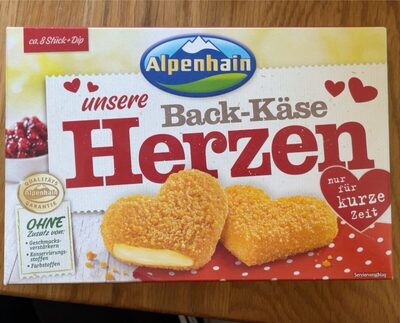 ca. 8 Stück + Dip
Alpenhain
unsere
Back-Käse
Herzen
QUALITÄTS
Alpenhain
GARANTIE
OHNE
Zusatz von:
• Geschmacks-
verstärkern
• Konservierungs-
stoffen
• Farbstoffen
nur
für
kurze
Zeit
Serviervorschlag